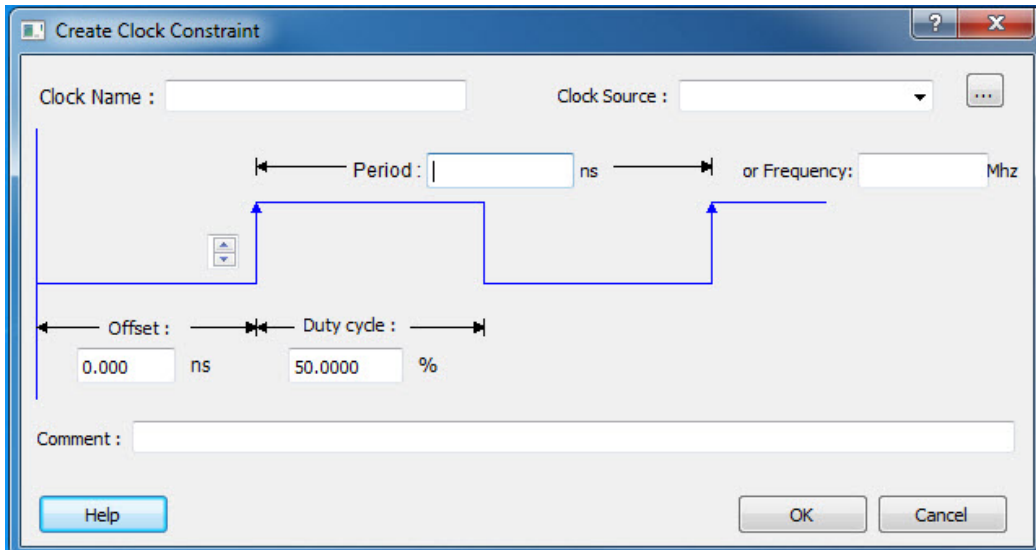 Create Clock Constraint
Clock Name : Clock Source : ...
Period : ns or Frequency: Mhz
Offset : Duty cycle :
0.000 ns 50.0000 %
Comment :
Help OK Cancel